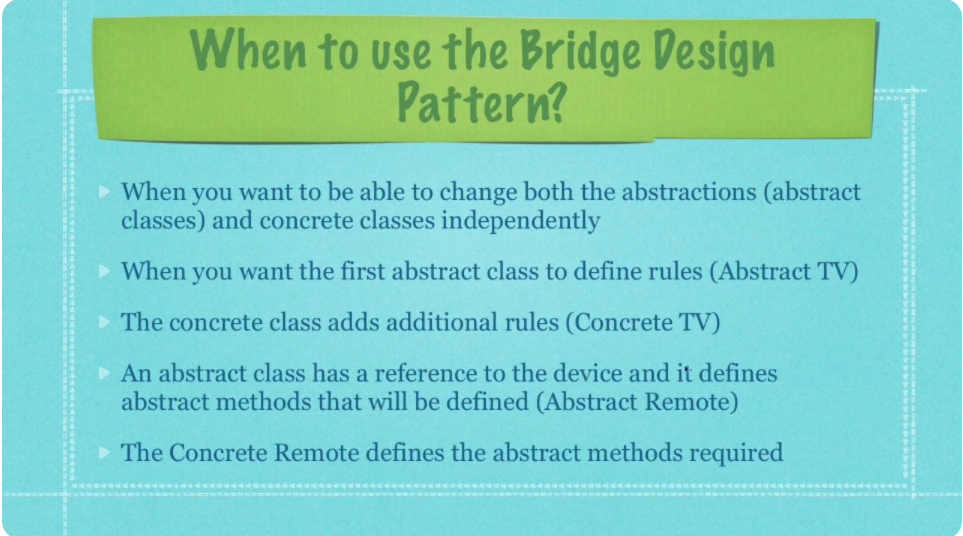 When to use the Bridge Design
Pattern?
When you want to be able to change both the abstractions (abstract
classes) and concrete classes independently
When you want the first abstract class to define rules (Abstract TV)
The concrete class adds additional rules (Concrete TV)
An abstract class has a reference to the device and it defines
abstract methods that will be defined (Abstract Remote)
The Concrete Remote defines the abstract methods required